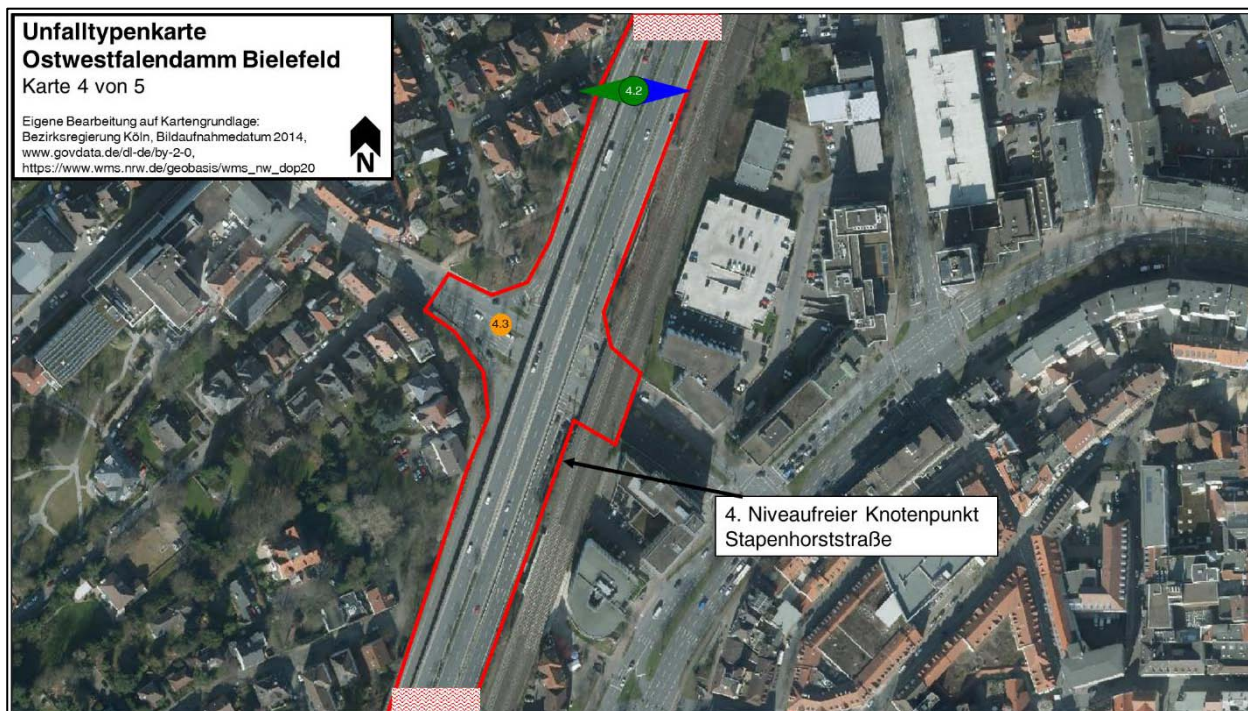 Unfalltypenkarte
Ostwestfalendamm Bielefeld
Karte 4 von 5
Eigene Bearbeitung auf Kartengrundlage:
Bezirksregierung Köln, Bildaufnahmedatum 2014,
www.govdata.de/dl-de/by-2-0,
https://www.wms.nrw.de/geobasis/wms_nw_dop20
N
4.2
4.3
4. Niveaufreier Knotenpunkt
Stapenhorststraße